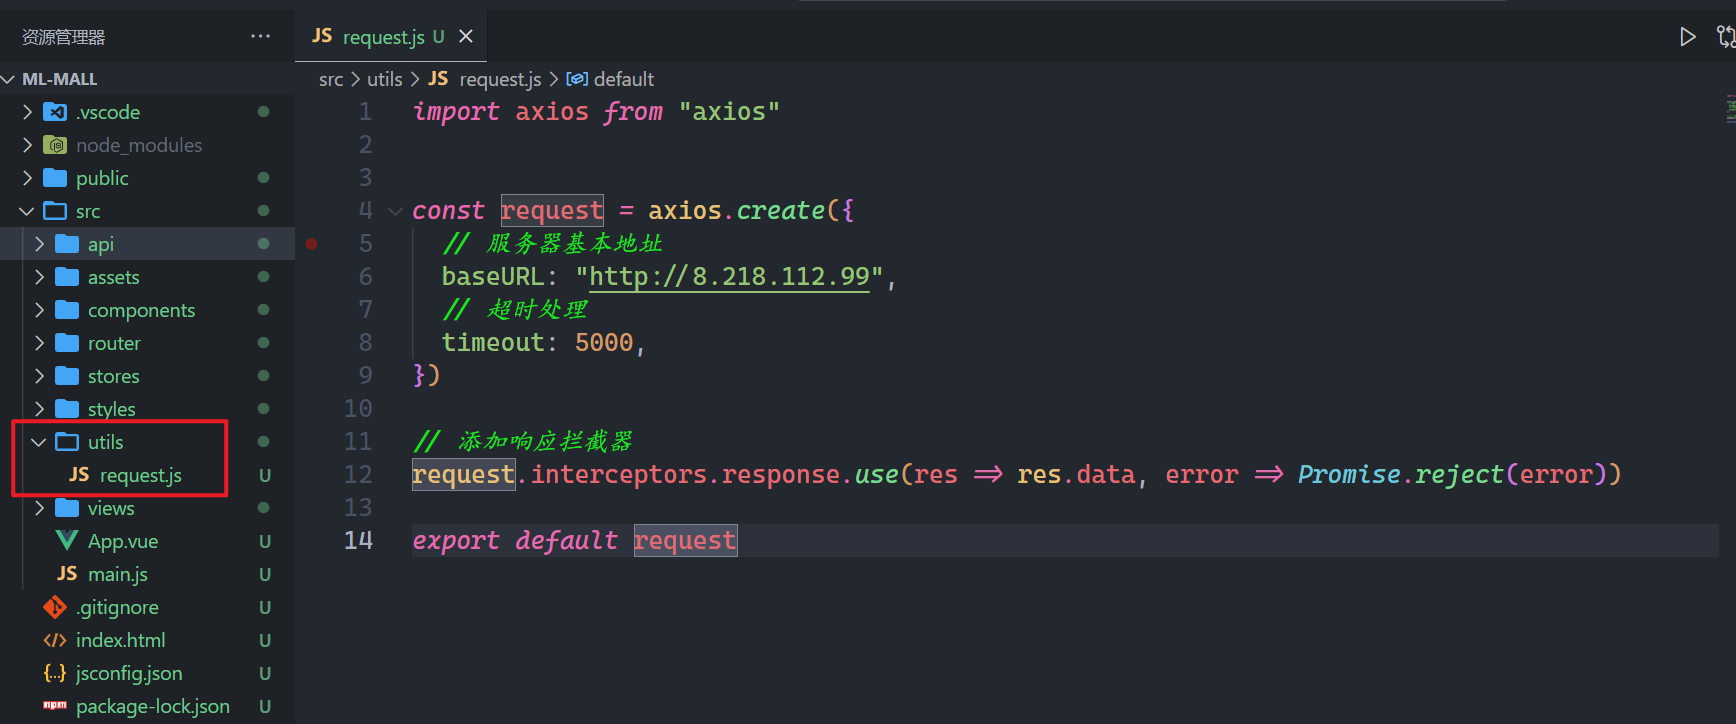 资源管理器 ···
JS request.js U
ML-MALL
src > utils > JS request.js > default
.vscode
node_modules
public
src
api
assets
components
router
stores
styles
utils
JS request.js U
views
App.vue U
JS main.js U
.gitignore U
index.html U
jsconfig.json U
package-lock.json U
1 import axios from "axios"
2
3
4 const request = axios.create({
5 // 服务器基本地址
6 baseURL: "http://8.218.112.99",
7 // 超时处理
8 timeout: 5000,
9 })
10
11 // 添加响应拦截器
12 request.interceptors.response.use(res => res.data, error => Promise.reject(error))
13
14 export default request